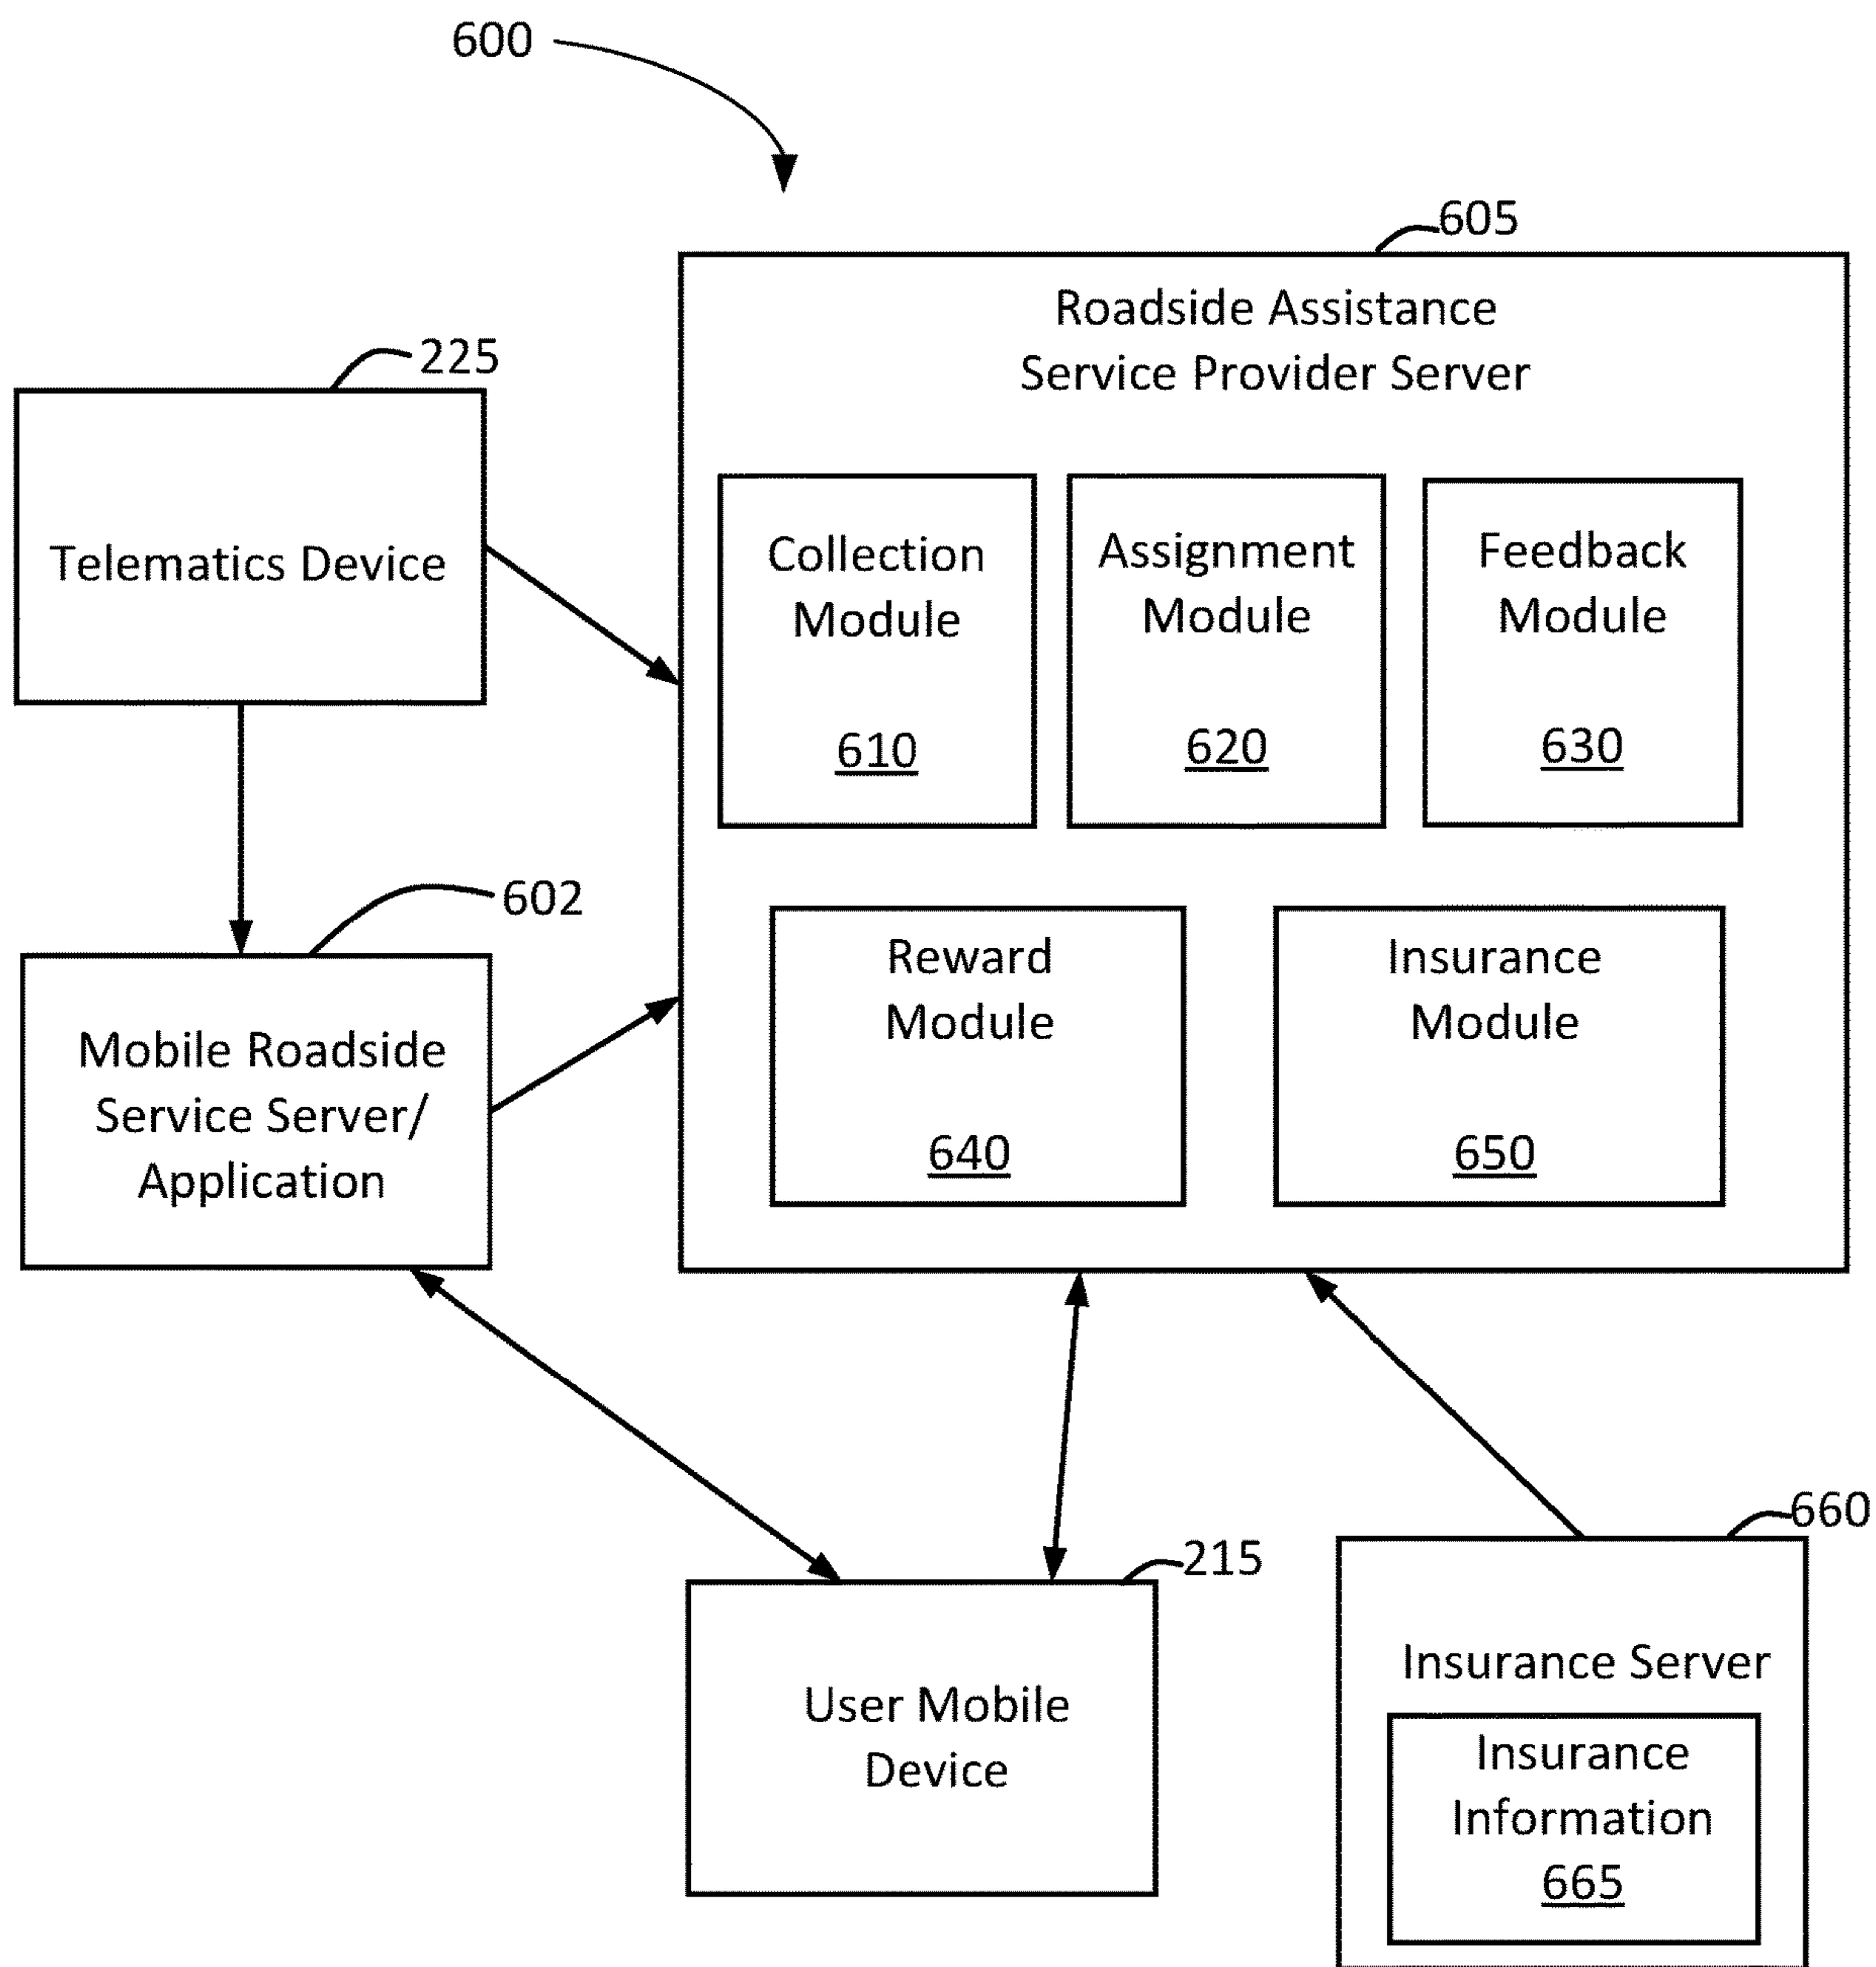 600
605
Roadside Assistance
Service Provider Server
225
Telematics Device
Collection
Module
610
Assignment
Module
620
Feedback
Module
630
602
Mobile Roadside
Service Server/
Application
Reward
Module
640
Insurance
Module
650
215
User Mobile
Device
660
Insurance Server
Insurance
Information
665